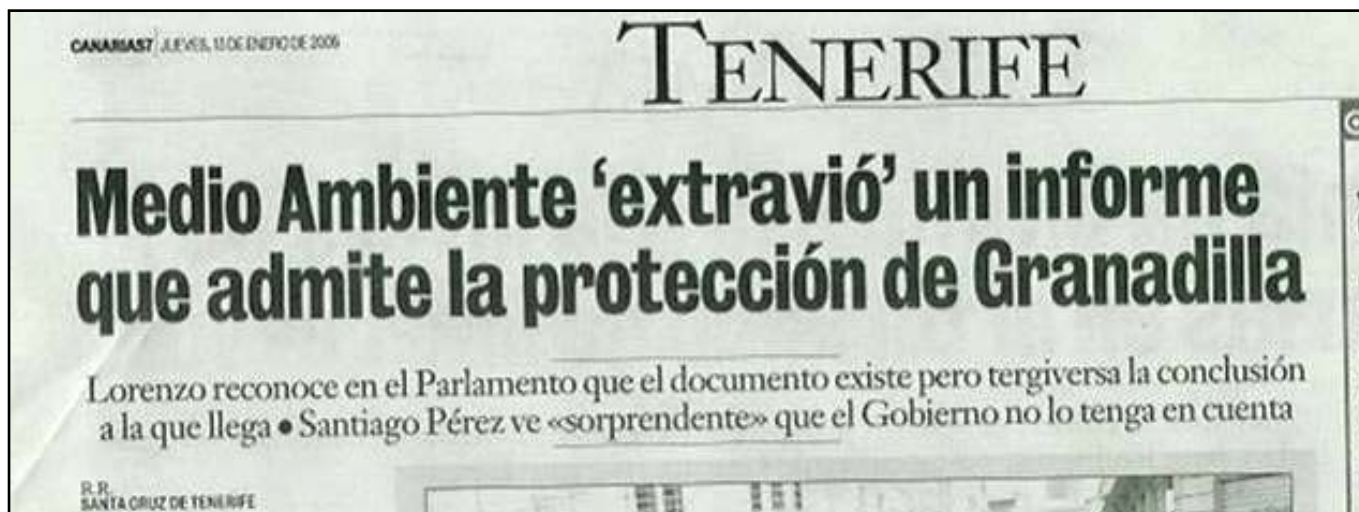 CANARIAS7 JUEVES, 13 DE ENERO DE 2005
TENERIFE
Medio Ambiente ‘extravió’ un informe
que admite la protección de Granadilla
Lorenzo reconoce en el Parlamento que el documento existe pero tergiversa la conclusión
a la que llega ● Santiago Pérez ve «sorprendente» que el Gobierno no lo tenga en cuenta
R.R.
SANTA CRUZ DE TENERIFE